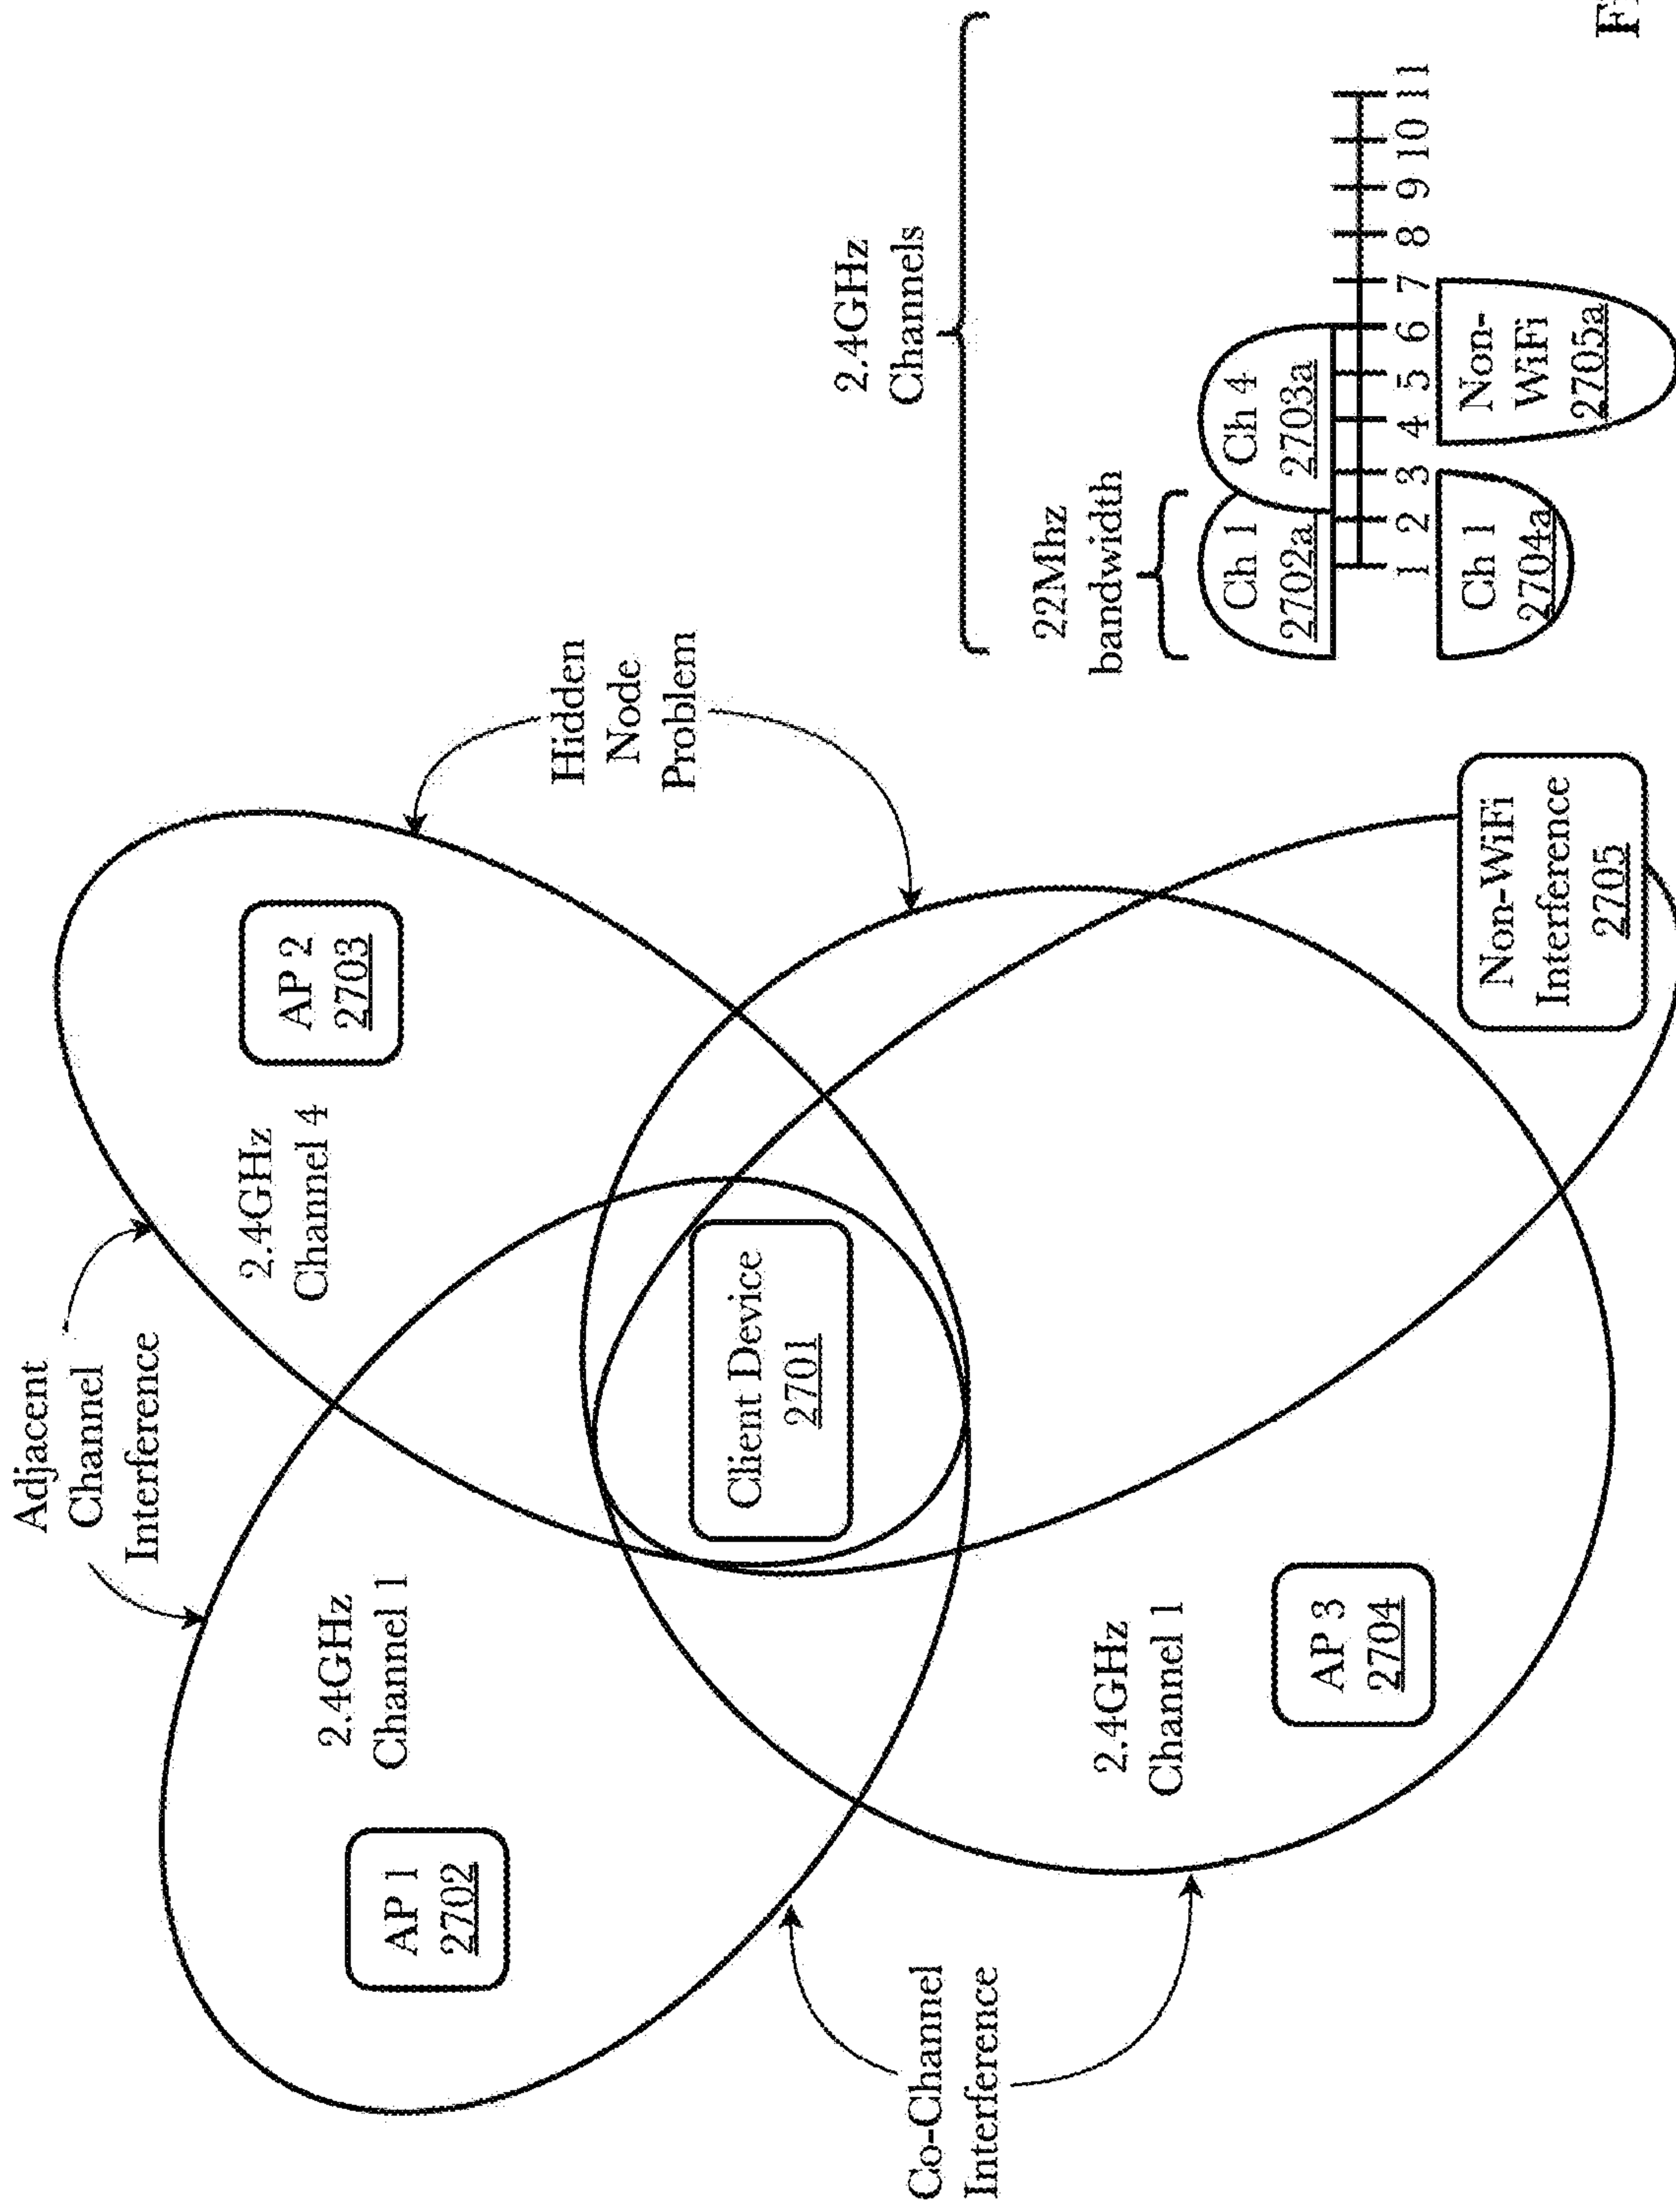 Adjacent
Channel
Interference
2.4GHz
Channel 4
AP 2
2703
2.4GHz
Channel 1
AP 1
2702
Hidden
Node
Problem
Client Device
2701
Co-Channel
Interference
2.4GHz
Channel 1
AP 3
2704
Non-WiFi
Interference
2705
2.4GHz
Channels
22Mhz
bandwidth
Ch 1
2702a
Ch 4
2703a
1 2 3 4 5 6 7 8 9 10 11
Ch 1
2704a
Non-
WiFi
2705a